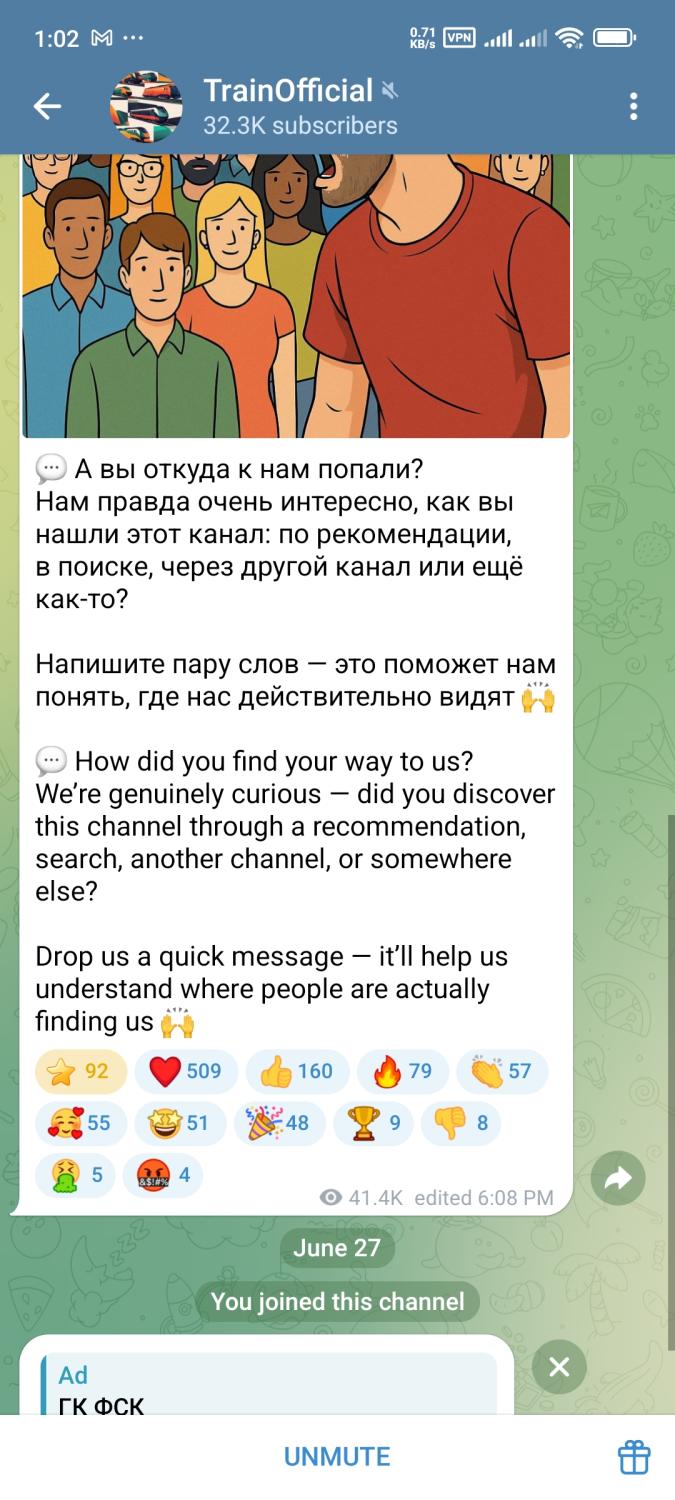 1:02
0.71 KB/s VPN
TrainOfficial
32.3K subscribers
💬 А вы откуда к нам попали?
Нам правда очень интересно, как вы
нашли этот канал: по рекомендации,
в поиске, через другой канал или ещё
как-то?
Напишите пару слов — это поможет нам
понять, где нас действительно видят 🙌
💬 How did you find your way to us?
We’re genuinely curious — did you discover
this channel through a recommendation,
search, another channel, or somewhere
else?
Drop us a quick message — it’ll help us
understand where people are actually
finding us 🙌
⭐ 92 ❤️ 509 👍 160 🔥 79 👏 57
🥰 55 🤩 51 🎉 48 🏆 9 👎 8
🤮 5 🤬 4
41.4K edited 6:08 PM
June 27
You joined this channel
Ad
ГК ФСК
UNMUTE